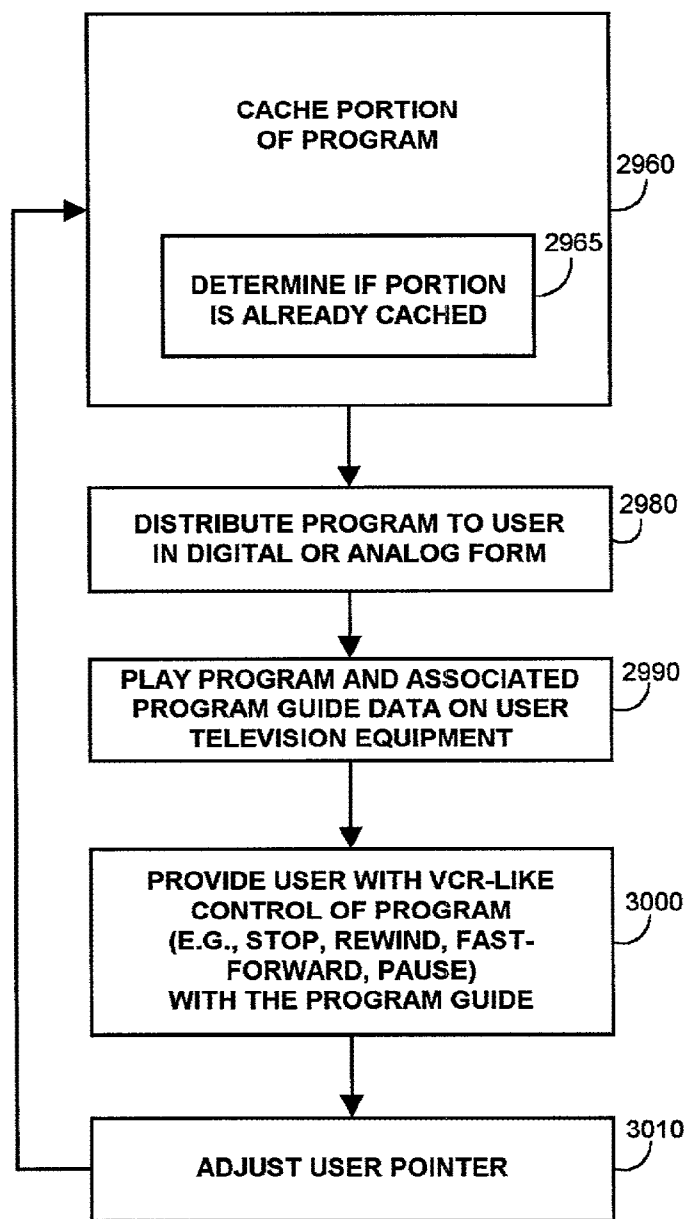 CACHE PORTION
OF PROGRAM
2960
2965
DETERMINE IF PORTION
IS ALREADY CACHED
2980
DISTRIBUTE PROGRAM TO USER
IN DIGITAL OR ANALOG FORM
2990
PLAY PROGRAM AND ASSOCIATED
PROGRAM GUIDE DATA ON USER
TELEVISION EQUIPMENT
PROVIDE USER WITH VCR-LIKE
CONTROL OF PROGRAM
3000
(E.G., STOP, REWIND, FAST-
FORWARD, PAUSE)
WITH THE PROGRAM GUIDE
3010
ADJUST USER POINTER